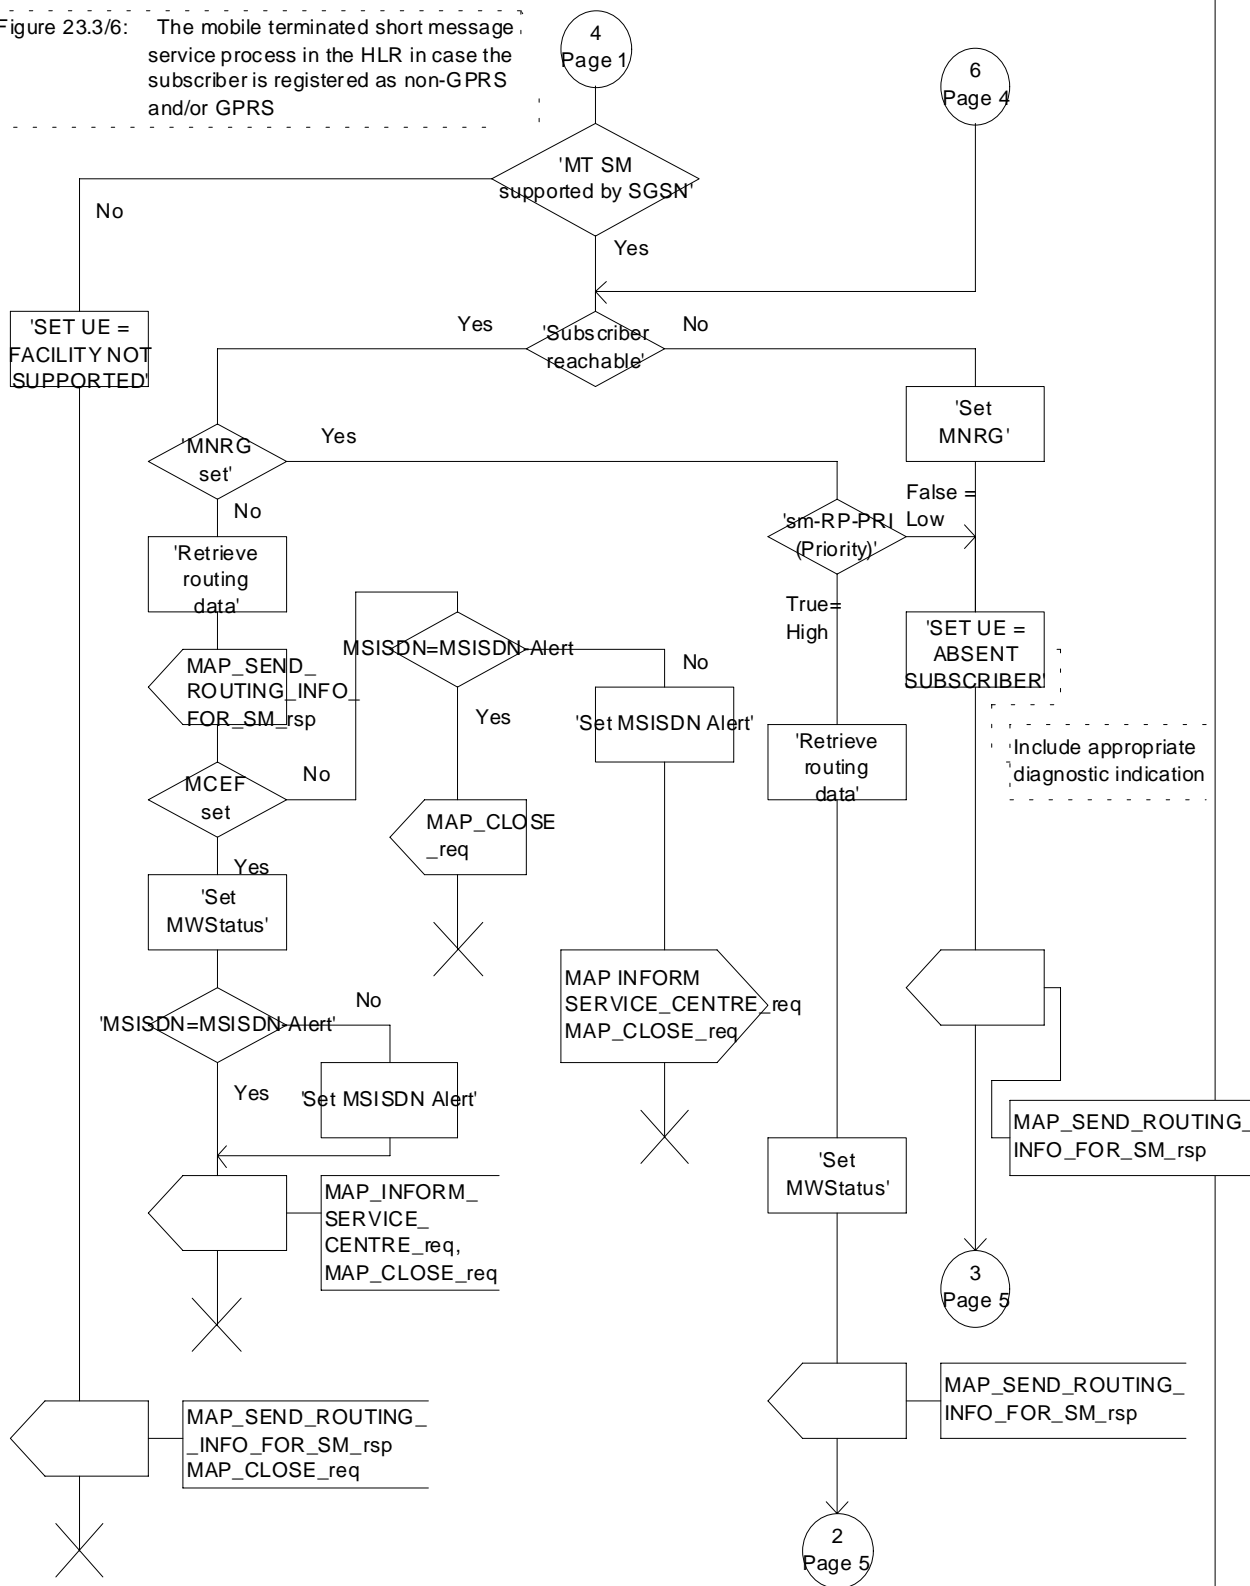 Figure 23.3/6: The mobile terminated short message
service process in the HLR in case the
subscriber is registered as non-GPRS
and/or GPRS
4
Page 1
6
Page 4
'MT SM
supported by SGSN'
No
Yes
'SET UE =
FACILITY NOT
SUPPORTED'
Yes
'Subscriber
reachable'
No
'Set
MNRG'
'MNRG
set'
Yes
No
'sm-RP-PRI
(Priority)'
False =
Low
True=
High
'Retrieve
routing
data'
MAP_SEND_
ROUTING_INFO_
FOR_SM_rsp
MSISDN=MSISDN-Alert
No
Yes
'Set MSISDN Alert'
'SET UE =
ABSENT
SUBSCRIBER'
Include appropriate
diagnostic indication
'Retrieve
routing
data'
MCEF
set
No
Yes
MAP_CLOSE
_req
'Set
MWStatus'
MAP INFORM
SERVICE_CENTRE_req
MAP_CLOSE_req
'MSISDN=MSISDN-Alert'
No
Yes
'Set MSISDN Alert'
MAP_SEND_ROUTING_
INFO_FOR_SM_rsp
'Set
MWStatus'
MAP_INFORM_
SERVICE_
CENTRE_req,
MAP_CLOSE_req
3
Page 5
MAP_SEND_ROUTING_
INFO_FOR_SM_rsp
MAP_SEND_ROUTING_
_INFO_FOR_SM_rsp
MAP_CLOSE_req
2
Page 5